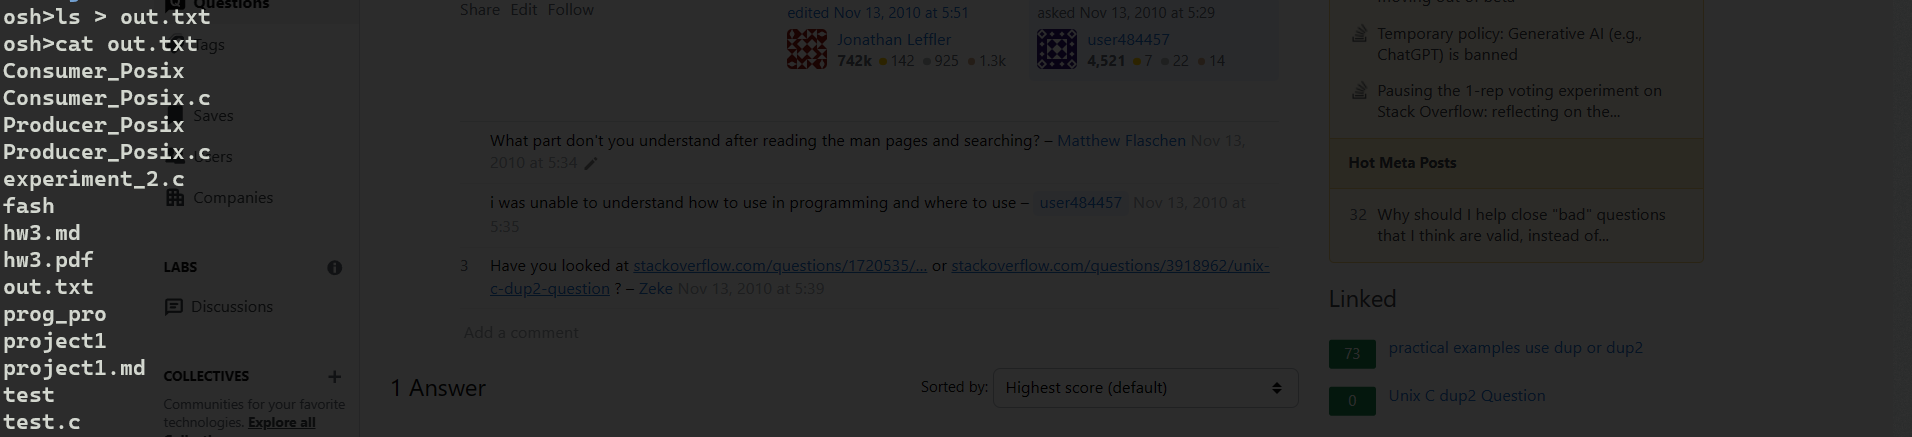 osh>ls > out.txt
osh>cat out.txt
Consumer_Posix
Consumer_Posix.c
Producer_Posix
Producer_Posix.c
experiment_2.c
fash
hw3.md
hw3.pdf
out.txt
prog_pro
project1
project1.md
test
test.c
Questions
Tags
Saves
Users
Companies
LABS
Discussions
COLLECTIVES
Communities for your favorite
technologies. Explore all
Share Edit Follow
edited Nov 13, 2010 at 5:51
Jonathan Leffler
742k 142 925 1.3k
asked Nov 13, 2010 at 5:29
user484457
4,521 7 22 14
What part don't you understand after reading the man pages and searching? – Matthew Flaschen Nov 13,
2010 at 5:34
i was unable to understand how to use in programming and where to use – user484457 Nov 13, 2010 at
5:35
3 Have you looked at stackoverflow.com/questions/1720535/... or stackoverflow.com/questions/3918962/unix-
c-dup2-question ? – Zeke Nov 13, 2010 at 5:39
Add a comment
1 Answer
Sorted by: Highest score (default)
moving out of beta
Temporary policy: Generative AI (e.g.,
ChatGPT) is banned
Pausing the 1-rep voting experiment on
Stack Overflow: reflecting on the...
Hot Meta Posts
32 Why should I help close "bad" questions
that I think are valid, instead of...
Linked
73 practical examples use dup or dup2
0 Unix C dup2 Question